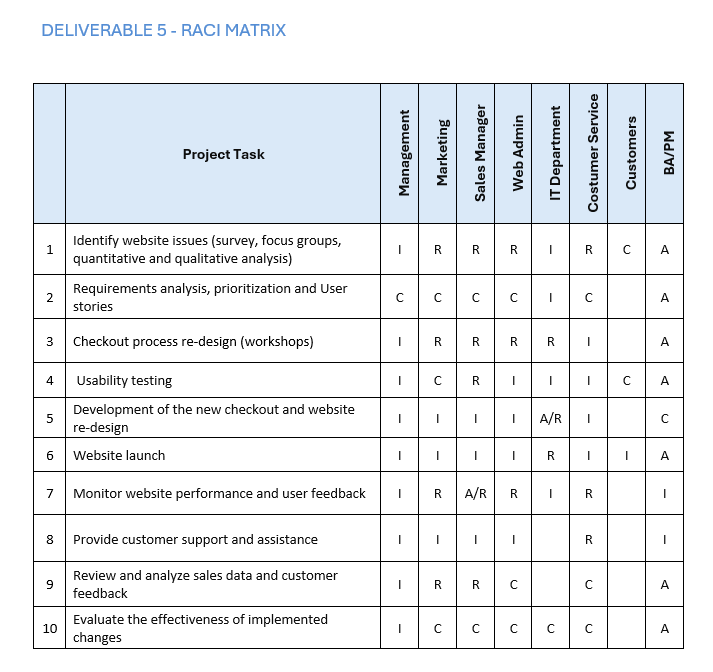 DELIVERABLE 5 - RACI MATRIX
Project Task Management Marketing Sales Manager Web Admin IT Department Costumer Service Customers BA/PM
1 Identify website issues (survey, focus groups,
quantitative and qualitative analysis) I R R R I R C A
2 Requirements analysis, prioritization and User
stories C C C C I C A
3 Checkout process re-design (workshops) I R R R R I A
4 Usability testing I C R I I I C A
5 Development of the new checkout and website
re-design I I I I A/R I C
6 Website launch I I I I R I I A
7 Monitor website performance and user feedback I R A/R R I R I
8 Provide customer support and assistance I I I I R I
9 Review and analyze sales data and customer
feedback I R R C C A
10 Evaluate the effectiveness of implemented
changes I C C C C C A